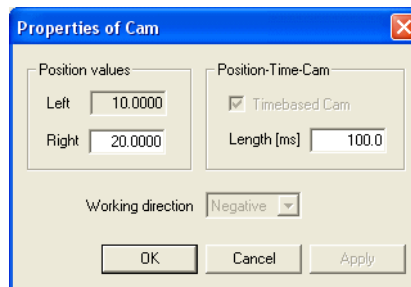 Properties of Cam
Position values
Left 10.0000
Right 20.0000
Position-Time-Cam
Timebased Cam
Length [ms] 100.0
Working direction Negative
OK Cancel Apply